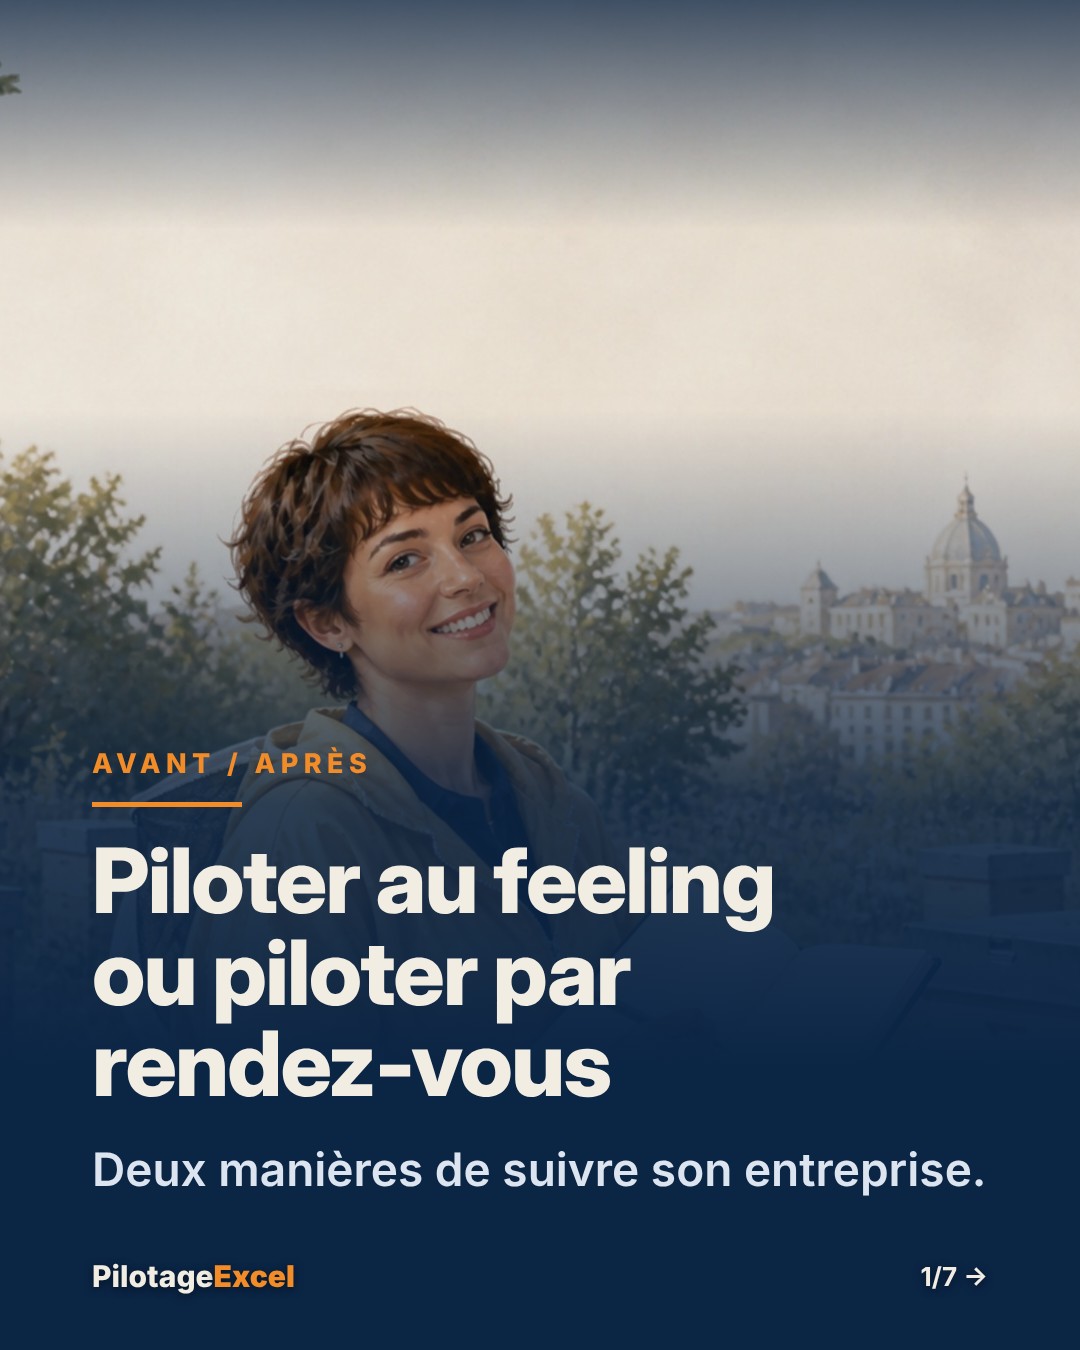 AVANT / APRÈS
Piloter au feeling
ou piloter par
rendez-vous
Deux manières de suivre son entreprise.
PilotageExcel
1/7 →